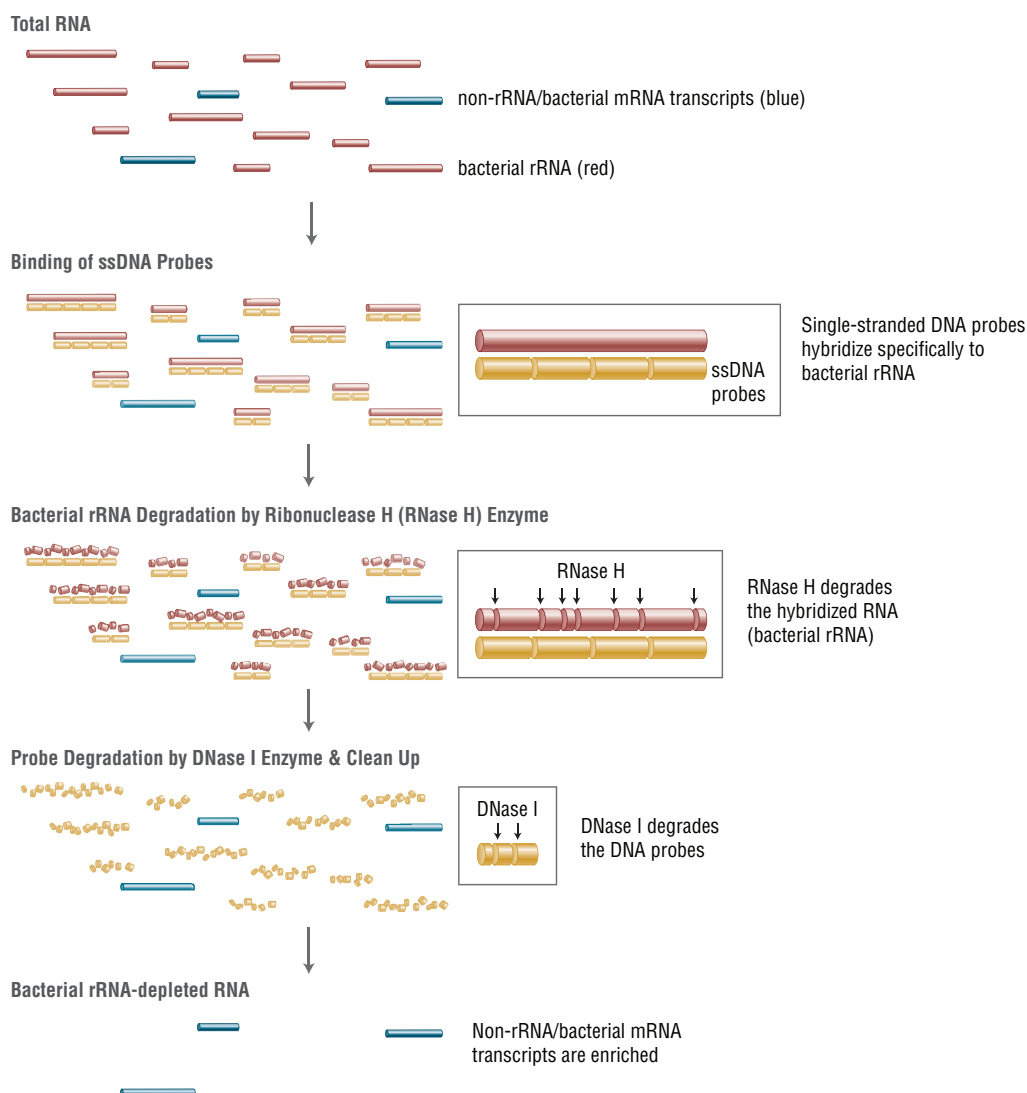 Total RNA
non-rRNA/bacterial mRNA transcripts (blue)
bacterial rRNA (red)
Binding of ssDNA Probes
ssDNA
probes
Single-stranded DNA probes
hybridize specifically to
bacterial rRNA
Bacterial rRNA Degradation by Ribonuclease H (RNase H) Enzyme
RNase H
RNase H degrades
the hybridized RNA
(bacterial rRNA)
Probe Degradation by DNase I Enzyme & Clean Up
DNase I
DNase I degrades
the DNA probes
Bacterial rRNA-depleted RNA
Non-rRNA/bacterial mRNA
transcripts are enriched